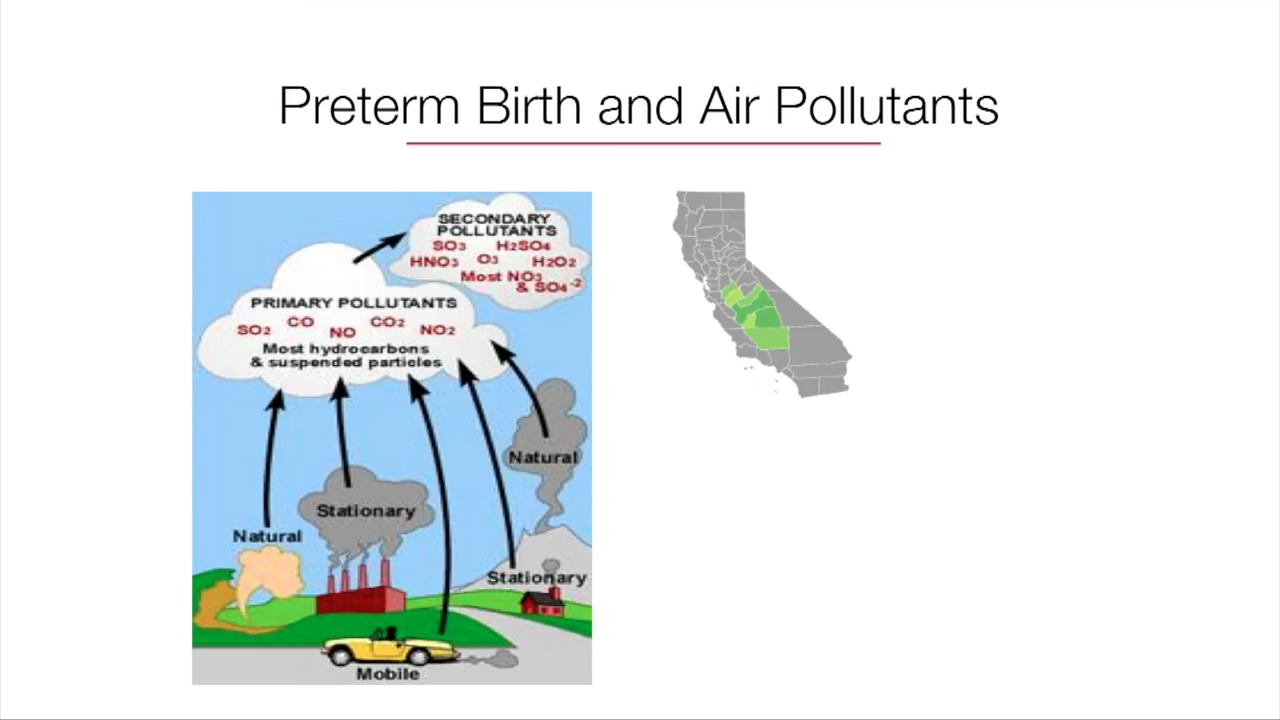 Preterm Birth and Air Pollutants
SECONDARY
POLLUTANTS
SO3 H2SO4
HNO3 O3 H2O2
Most NO3
& SO4-2
PRIMARY POLLUTANTS
SO2 CO NO CO2 NO2
Most hydrocarbons
& suspended particles
Natural
Stationary
Natural
Stationary
Mobile